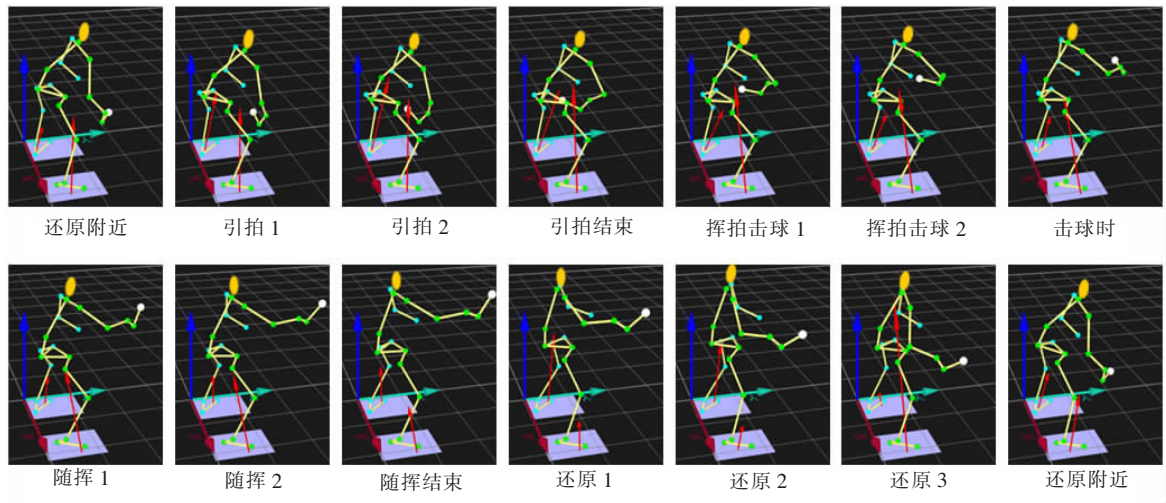 还原附近 引拍 1 引拍 2 引拍结束 挥拍击球 1 挥拍击球 2 击球时
随挥 1 随挥 2 随挥结束 还原 1 还原 2 还原 3 还原附近